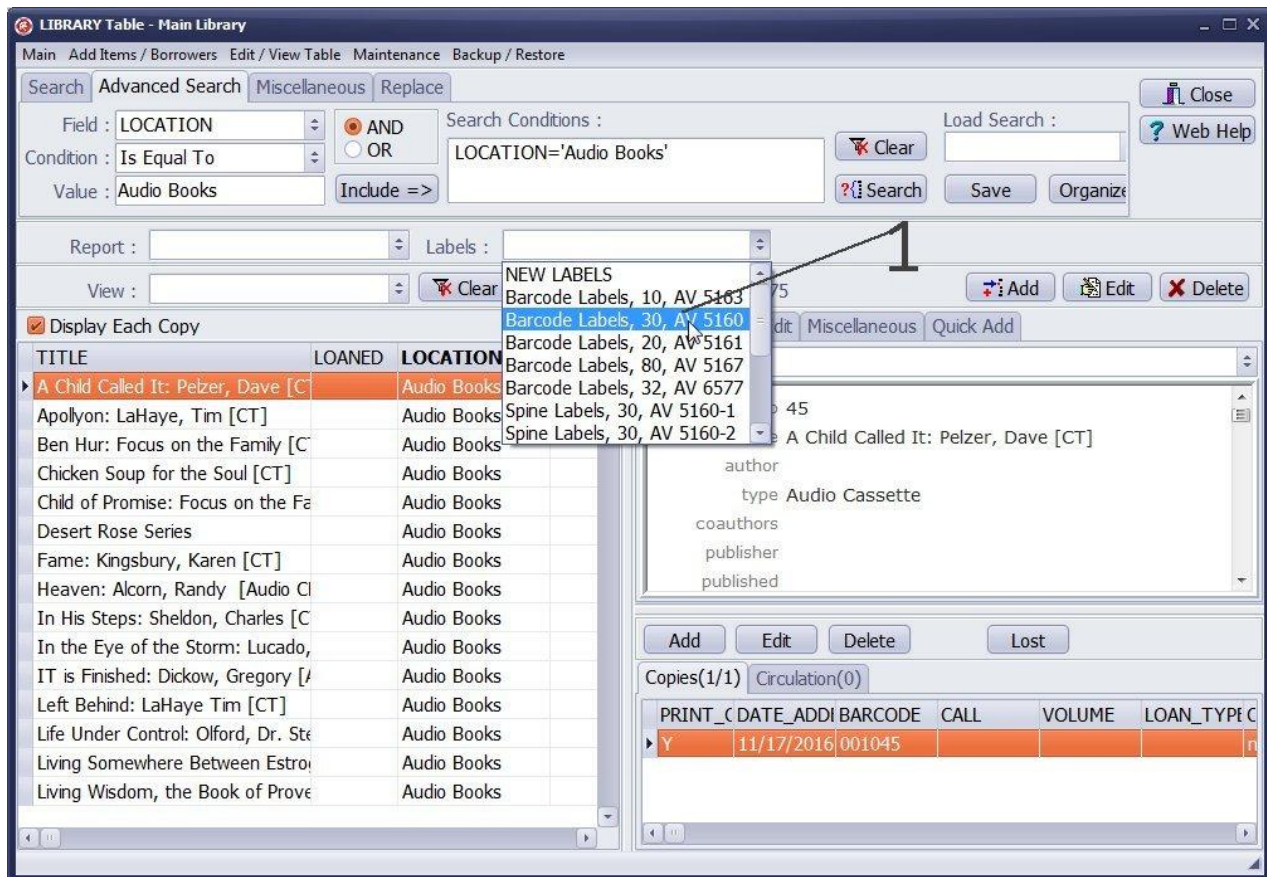 LIBRARY Table - Main Library
Main Add Items / Borrowers Edit / View Table Maintenance Backup / Restore
Search Advanced Search Miscellaneous Replace
Close
Web Help
Field : LOCATION
AND
OR
Search Conditions :
Load Search :
Condition : Is Equal To
LOCATION='Audio Books'
Clear
Value : Audio Books
Include =>
Search
Save
Organize
Report :
Labels :
1
View :
Clear
NEW LABELS
Barcode Labels, 10, AV 5163
Barcode Labels, 30, AV 5160
Barcode Labels, 20, AV 5161
Barcode Labels, 80, AV 5167
Barcode Labels, 32, AV 6577
Spine Labels, 30, AV 5160-1
Spine Labels, 30, AV 5160-2
75
Add
Edit
Delete
Display Each Copy
dit Miscellaneous Quick Add
TITLE LOANED LOCATION
A Child Called It: Pelzer, Dave [C Audio Books
Apollyon: LaHaye, Tim [CT] Audio Books
Ben Hur: Focus on the Family [C Audio Books
Chicken Soup for the Soul [CT] Audio Books
Child of Promise: Focus on the Fa Audio Books
Desert Rose Series Audio Books
Fame: Kingsbury, Karen [CT] Audio Books
Heaven: Alcorn, Randy [Audio C Audio Books
In His Steps: Sheldon, Charles [C Audio Books
In the Eye of the Storm: Lucado, Audio Books
IT is Finished: Dickow, Gregory [A Audio Books
Left Behind: LaHaye Tim [CT] Audio Books
Life Under Control: Olford, Dr. Ste Audio Books
Living Somewhere Between Estro Audio Books
Living Wisdom, the Book of Prove Audio Books
45
A Child Called It: Pelzer, Dave [CT]
author
type Audio Cassette
coauthors
publisher
published
Add Edit Delete Lost
Copies(1/1) Circulation(0)
PRINT_C DATE_ADDE BARCODE CALL VOLUME LOAN_TYPE C
Y 11/17/2016 001045 n